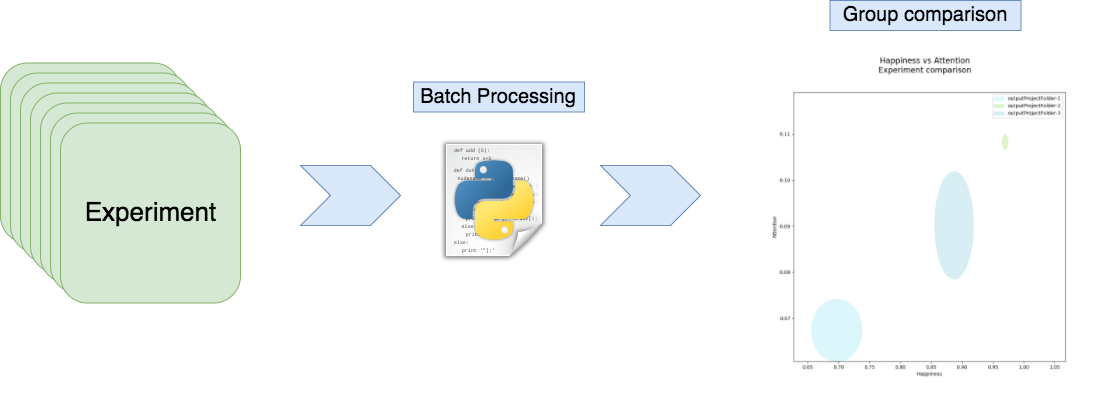 Group comparison
Happiness vs Attention
Experiment comparison
Batch Processing
outputProjectFolder-1
outputProjectFolder-2
outputProjectFolder-3
def add (5):
return a+b
else:
print '"];'
Experiment
Attention
0.11
0.10
0.09
0.08
0.07
0.65 0.70 0.75 0.80 0.85 0.90 0.95 1.00 1.05
Happiness